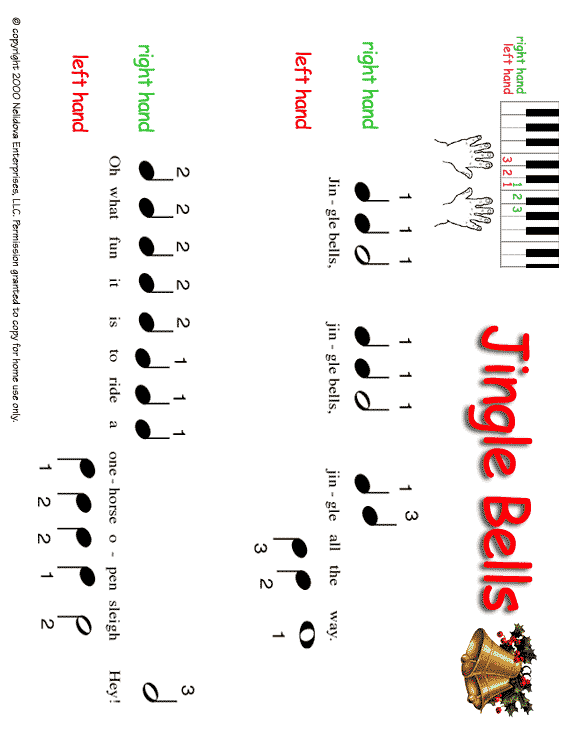 Jingle Bells
right hand 1 2 3
left hand 3 2 1
right hand 1 1 1 1 1 1 1 3
Jin - gle bells, jin - gle bells, jin - gle all the way.
left hand 3 2 1
right hand 2 2 2 2 2 1 1 1 3
Oh what fun it is to ride a one - horse o - pen sleigh Hey!
left hand 1 2 2 1 2
© copyright 2000 Nelidova Enterprises, LLC. Permission granted to copy for home use only.